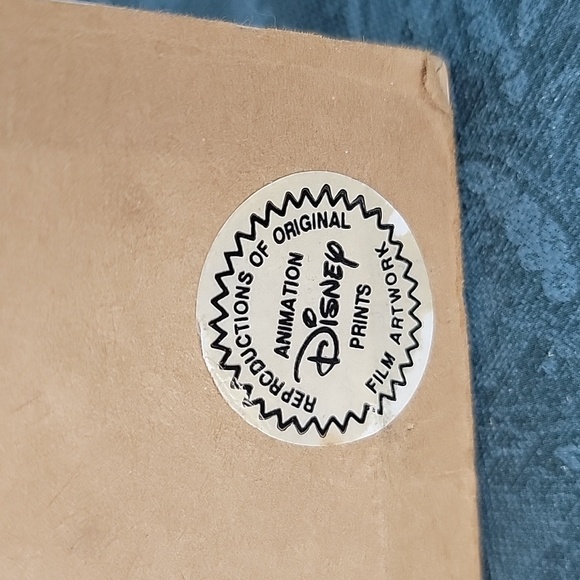 REPRODUCTIONS OF ORIGINAL
FILM ARTWORK
ANIMATION
DISNEY
PRINTS